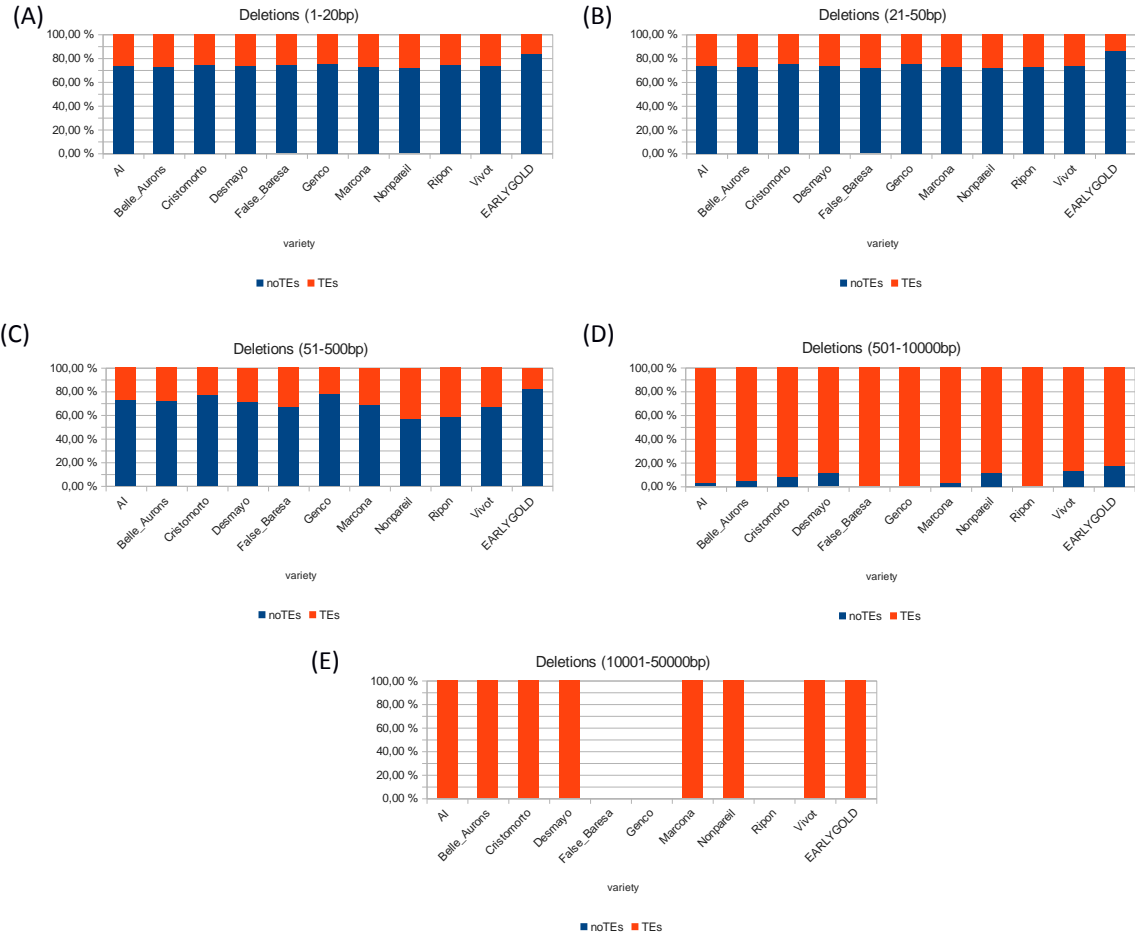 (A)
Deletions (1-20bp)
100,00 %
80,00 %
60,00 %
40,00 %
20,00 %
0,00 %
AI
Belle_Aurons
Cristomorto
Desmayo
False_Baresa
Genco
Marcona
Nonpareil
Ripon
Vivot
EARLYGOLD
variety
noTEs TEs
(B)
Deletions (21-50bp)
100,00 %
80,00 %
60,00 %
40,00 %
20,00 %
0,00 %
AI
Belle_Aurons
Cristomorto
Desmayo
False_Baresa
Genco
Marcona
Nonpareil
Ripon
Vivot
EARLYGOLD
variety
noTEs TEs
(C)
Deletions (51-500bp)
100,00 %
80,00 %
60,00 %
40,00 %
20,00 %
0,00 %
AI
Belle_Aurons
Cristomorto
Desmayo
False_Baresa
Genco
Marcona
Nonpareil
Ripon
Vivot
EARLYGOLD
variety
noTEs TEs
(D)
Deletions (501-10000bp)
100,00 %
80,00 %
60,00 %
40,00 %
20,00 %
0,00 %
AI
Belle_Aurons
Cristomorto
Desmayo
False_Baresa
Genco
Marcona
Nonpareil
Ripon
Vivot
EARLYGOLD
variety
noTEs TEs
(E)
Deletions (10001-50000bp)
100,00 %
80,00 %
60,00 %
40,00 %
20,00 %
0,00 %
AI
Belle_Aurons
Cristomorto
Desmayo
False_Baresa
Genco
Marcona
Nonpareil
Ripon
Vivot
EARLYGOLD
variety
noTEs TEs